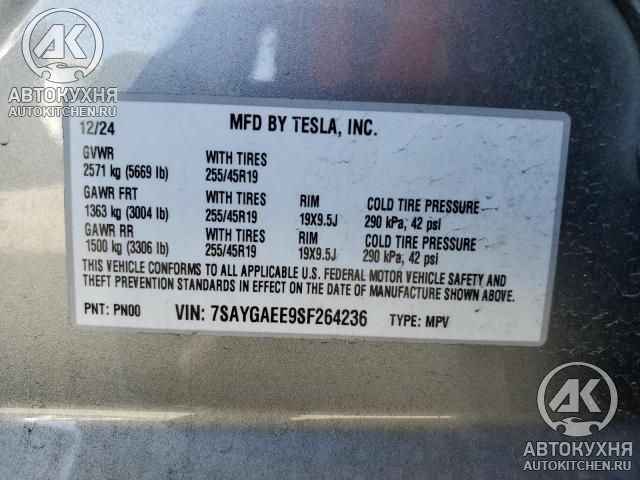 AK
АВТОКУХНЯ
AUTOKITCHEN.RU
12/24
MFD BY TESLA, INC.
GVWR
2571 kg (5669 lb)
WITH TIRES
255/45R19
GAWR FRT
1363 kg (3004 lb)
WITH TIRES
255/45R19
RIM
19X9.5J
COLD TIRE PRESSURE
290 kPa, 42 psi
GAWR RR
1500 kg (3306 lb)
WITH TIRES
255/45R19
RIM
19X9.5J
COLD TIRE PRESSURE
290 kPa, 42 psi
THIS VEHICLE CONFORMS TO ALL APPLICABLE U.S. FEDERAL MOTOR VEHICLE SAFETY AND
THEFT PREVENTION STANDARDS IN EFFECT ON THE DATE OF MANUFACTURE SHOWN ABOVE.
PNT: PN00
VIN: 7SAYGAEE9SF264236
TYPE: MPV
AK
АВТОКУХНЯ
AUTOKITCHEN.RU